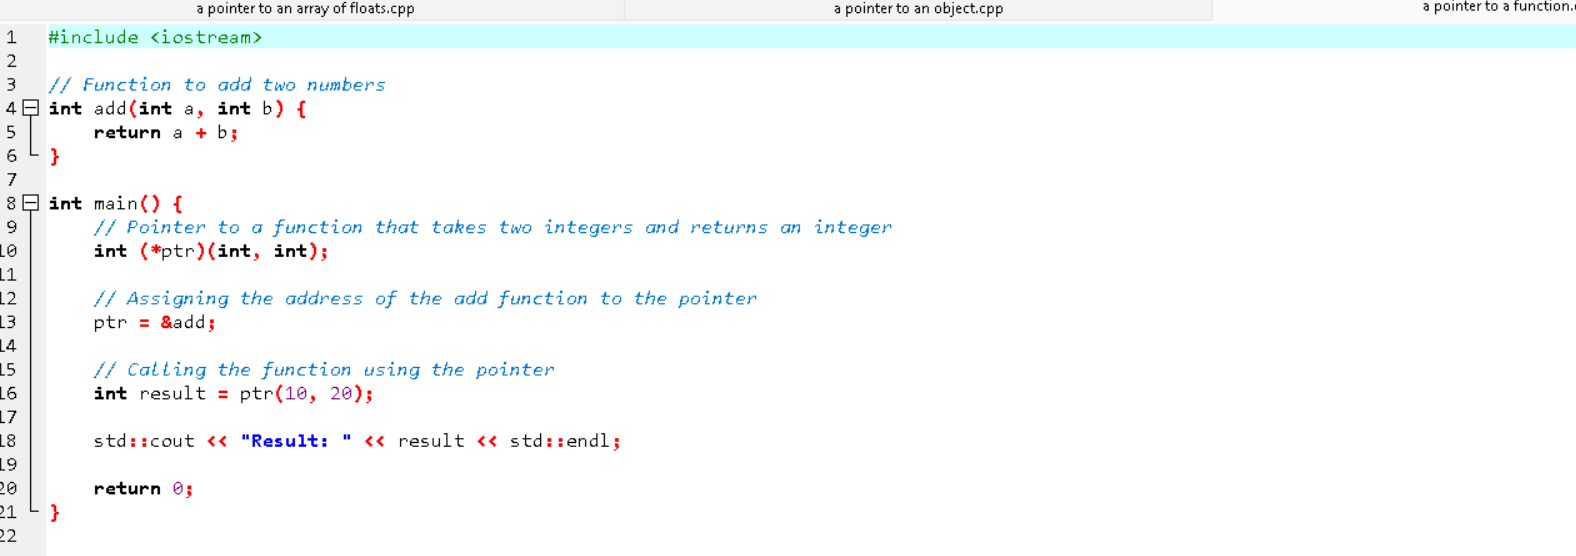 a pointer to an array of floats.cpp a pointer to an object.cpp a pointer to a function.
1 #include <iostream>
2
3 // Function to add two numbers
4 int add(int a, int b) {
5 return a + b;
6 }
7
8 int main() {
9 // Pointer to a function that takes two integers and returns an integer
10 int (*ptr)(int, int);
11
12 // Assigning the address of the add function to the pointer
13 ptr = &add;
14
15 // Calling the function using the pointer
16 int result = ptr(10, 20);
17
18 std::cout << "Result: " << result << std::endl;
19
20 return 0;
21 }
22